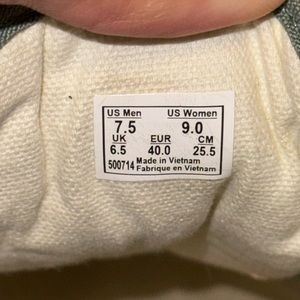 US Men US Women
7.5 9.0
UK EUR CM
6.5 40.0 25.5
500714 Made in Vietnam
Fabrique en Vietnam